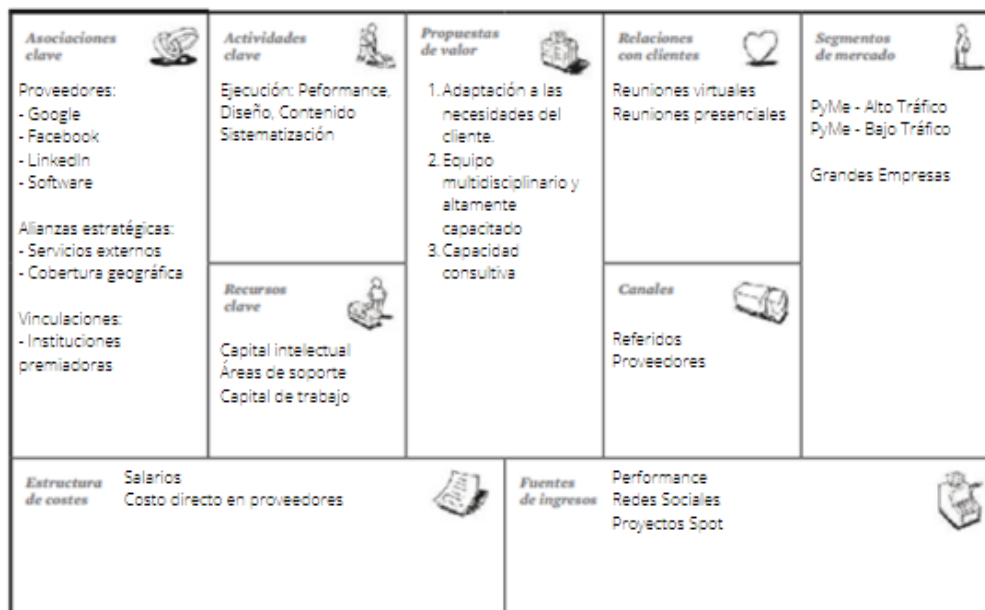 Asociaciones
clave
Proveedores:
- Google
- Facebook
- LinkedIn
- Software
Alianzas estratégicas:
- Servicios externos
- Cobertura geográfica
Vinculaciones:
- Instituciones
premiadoras
Actividades
clave
Ejecución: Peformance,
Diseño, Contenido
Sistematización
Recursos
clave
Capital intelectual
Áreas de soporte
Capital de trabajo
Propuestas
de valor
1. Adaptación a las
necesidades del
cliente.
2. Equipo
multidisciplinario y
altamente
capacitado
3. Capacidad
consultiva
Relaciones
con clientes
Reuniones virtuales
Reuniones presenciales
Canales
Referidos
Proveedores
Segmentos
de mercado
PyMe - Alto Tráfico
PyMe - Bajo Tráfico
Grandes Empresas
Estructura
de costes
Salarios
Costo directo en proveedores
Fuentes
de ingresos
Performance
Redes Sociales
Proyectos Spot